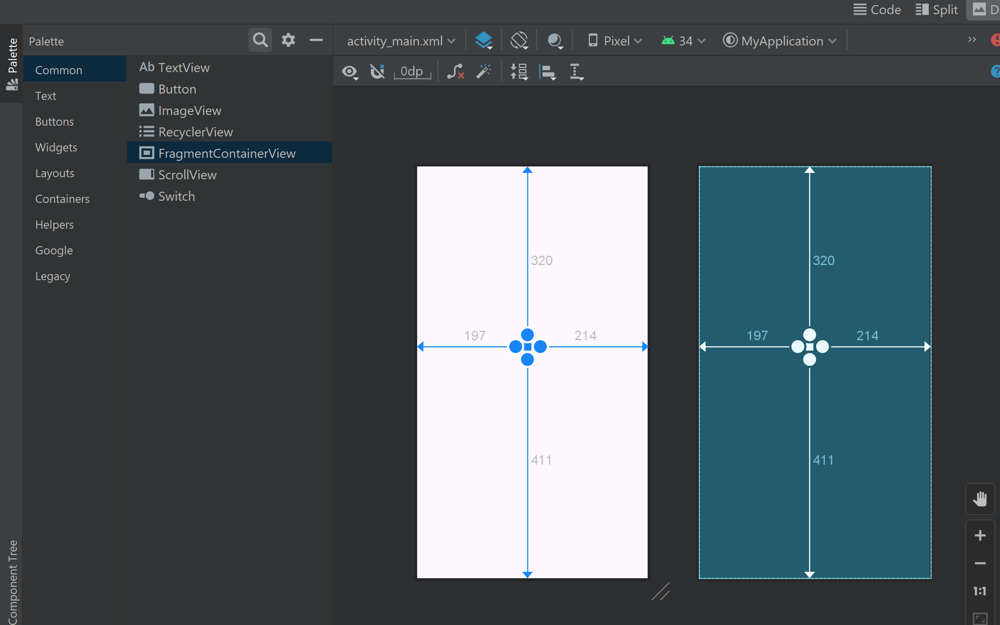 Code
Split
Palette
Palette
activity_main.xml
Pixel
34
MyApplication
0dp
Common
Text
Buttons
Widgets
Layouts
Containers
Helpers
Google
Legacy
Ab TextView
Button
ImageView
RecyclerView
FragmentContainerView
ScrollView
Switch
320
197
214
411
320
197
214
411
1:1
Component Tree